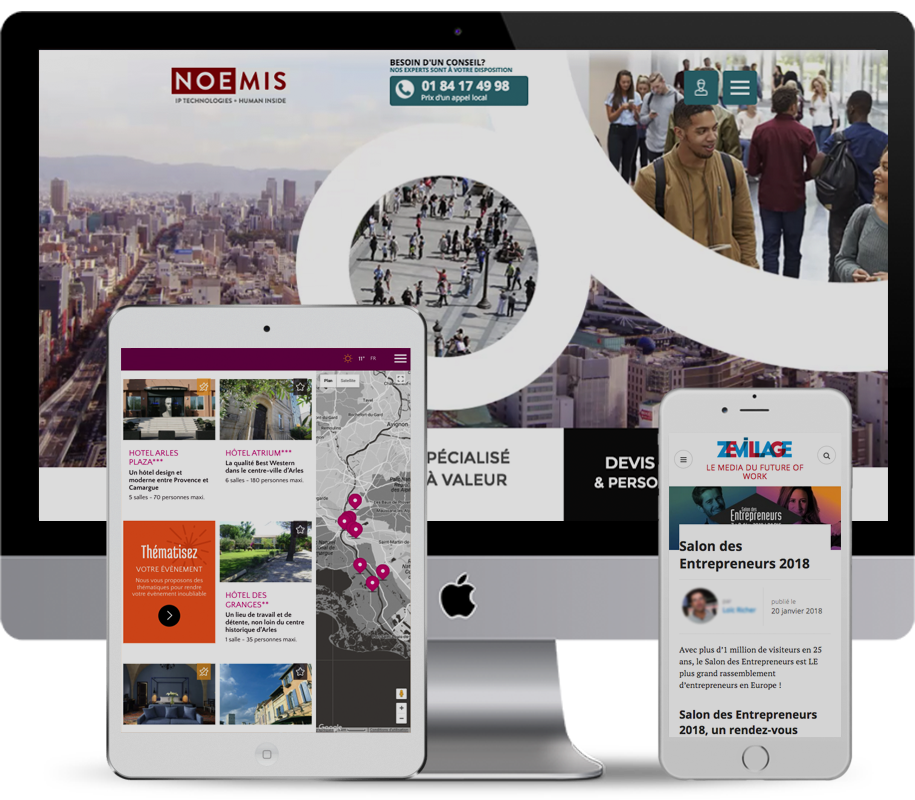 NOEMIS
IP TECHNOLOGIES • HUMAN INSIDE
BESOIN D'UN CONSEIL?
NOS EXPERTS SONT À VOTRE DISPOSITION
01 84 17 49 98
Prix d'un appel local
PÉCIALISÉ
À VALEUR
DEVIS
& PERSO
11° FR
Plan Satellite
HOTEL ARLES
PLAZA***
Un hôtel design et
moderne entre Provence et
Camargue
5 salles - 70 personnes maxi.
HÔTEL ATRIUM***
La qualité Best Western
dans le centre-ville d'Arles
6 salles - 180 personnes maxi.
Thématisez
VOTRE ÉVÈNEMENT
Nous vous proposons des
thématiques pour rendre
votre évènement inoubliable
HÔTEL DES
GRANGES**
Un lieu de travail et de
détente, non loin du centre
historique d'Arles
1 salle - 35 personnes maxi.
Avignon
Google
ZEVILLAGE
LE MEDIA DU FUTURE OF
WORK
Salon des
Entrepreneurs
Salon des
Entrepreneurs 2018
par
Loïc Richer
publié le
20 janvier 2018
Avec plus d'1 million de visiteurs en 25
ans, le Salon des Entrepreneurs est LE
plus grand rassemblement
d'entrepreneurs en Europe !
Salon des Entrepreneurs
2018, un rendez-vous